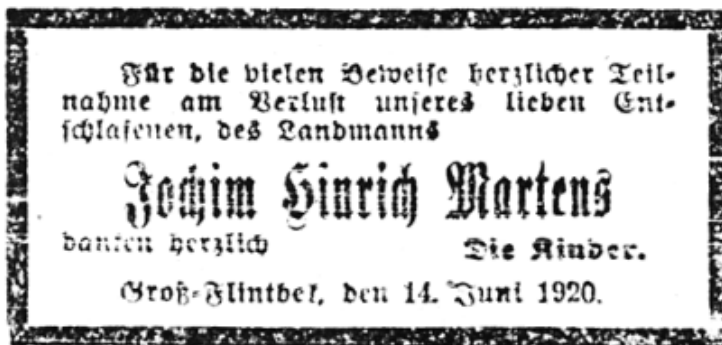 Für die vielen Beweise herzlicher Teil-
nahme am Verlust unseres lieben Ent-
schlafenen, des Landmanns
Jochim Hinrich Martens
danken herzlich Die Kinder.
Groß-Flintbek, den 14. Juni 1920.